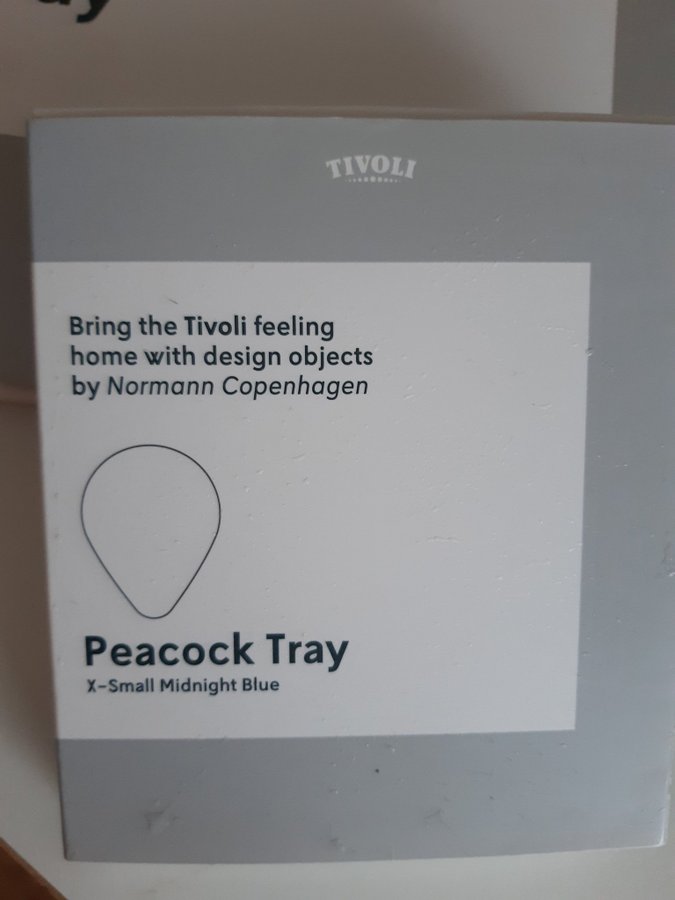 TIVOLI
Bring the Tivoli feeling
home with design objects
by Normann Copenhagen
Peacock Tray
X-Small Midnight Blue